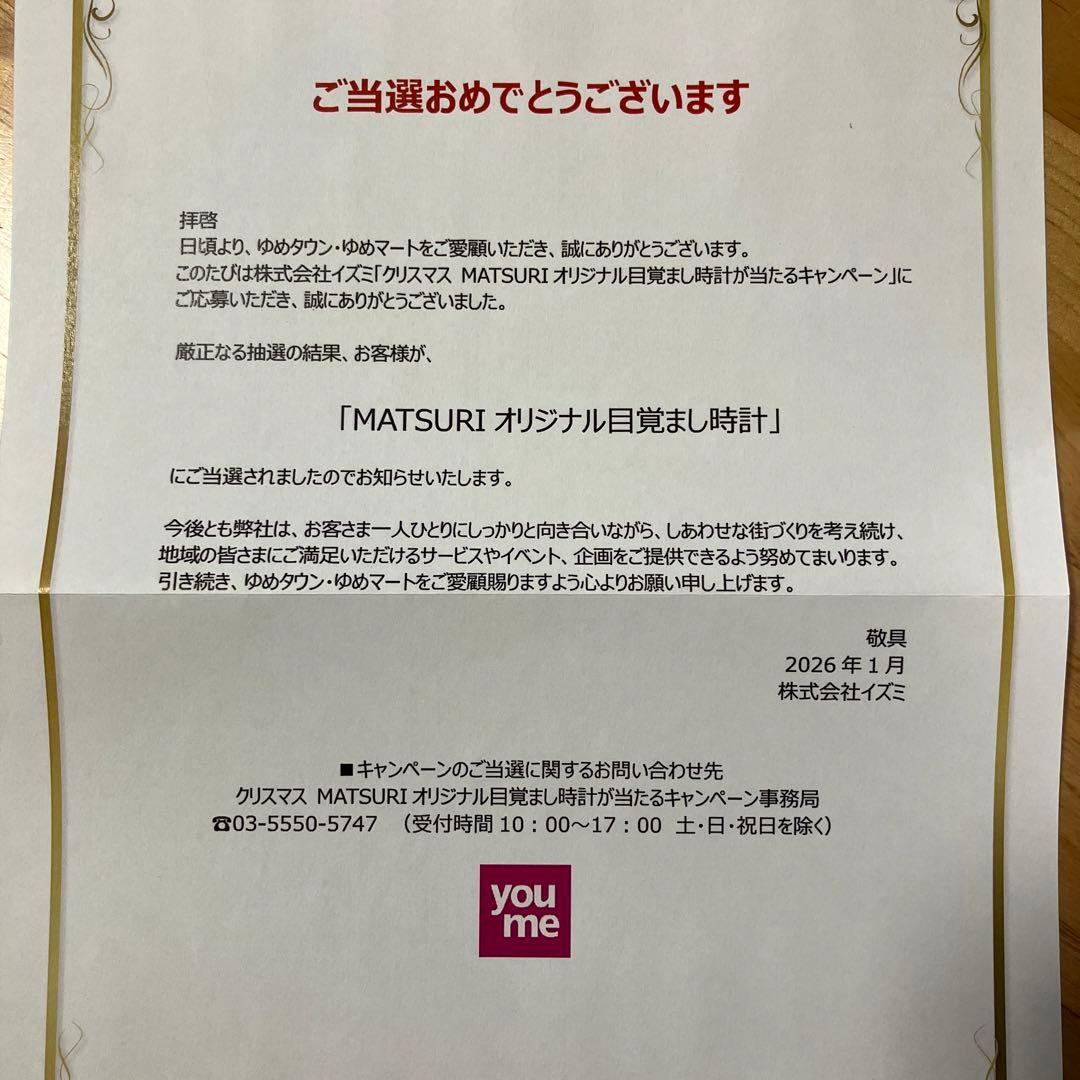 ご当選おめでとうございます
拝啓
日頃より、ゆめタウン・ゆめマートをご愛顧いただき、誠にありがとうございます。
このたびは株式会社イズミ「クリスマス MATSURI オリジナル目覚まし時計が当たるキャンペーン」に
ご応募いただき、誠にありがとうございました。
厳正なる抽選の結果、お客様が、
「MATSURI オリジナル目覚まし時計」
にご当選されましたのでお知らせいたします。
今後とも弊社は、お客さま一人ひとりにしっかりと向き合いながら、しあわせな街づくりを考え続け、
地域の皆さまにご満足いただけるサービスやイベント、企画をご提供できるよう努めてまいります。
引き続き、ゆめタウン・ゆめマートをご愛顧賜りますよう心よりお願い申し上げます。
敬具
2026 年 1 月
株式会社イズミ
■キャンペーンのご当選に関するお問い合わせ先
クリスマス MATSURI オリジナル目覚まし時計が当たるキャンペーン事務局
☎03-5550-5747 （受付時間 10：00～17：00 土・日・祝日を除く）
you
me